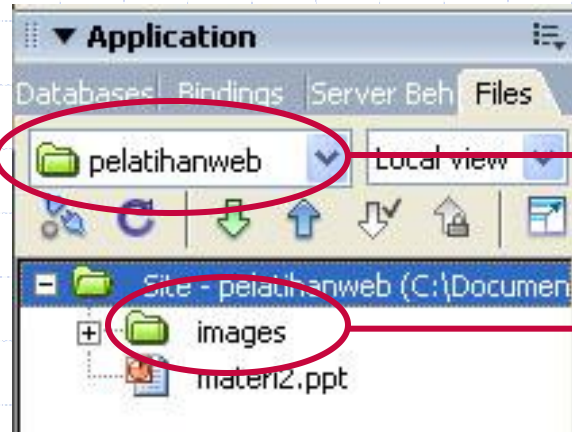 Application
Databases Bindings Server Beh Files
pelatihanweb Local view
Site - pelatihanweb (C:\Documen
images
materi2.ppt